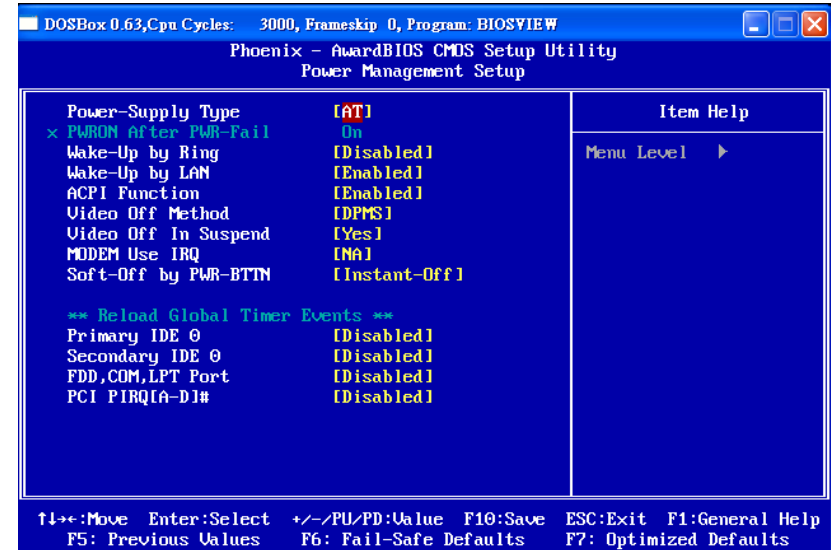 DOSBox 0.63,Cpu Cycles: 3000, Frameskip 0, Program: BIOSVIEW
Phoenix - AwardBIOS CMOS Setup Utility
Power Management Setup
Power-Supply Type [AT]
x PWRON After PWR-Fail On
Wake-Up by Ring [Disabled]
Wake-Up by LAN [Enabled]
ACPI Function [Enabled]
Video Off Method [DPMS]
Video Off In Suspend [Yes]
MODEM Use IRQ [NA]
Soft-Off by PWR-BTTN [Instant-Off]
** Reload Global Timer Events **
Primary IDE 0 [Disabled]
Secondary IDE 0 [Disabled]
FDD,COM,LPT Port [Disabled]
PCI PIRQ[A-D]# [Disabled]
Item Help
Menu Level ▶
↑↓→←:Move Enter:Select +/-/PU/PD:Value F10:Save ESC:Exit F1:General Help
F5: Previous Values F6: Fail-Safe Defaults F7: Optimized Defaults